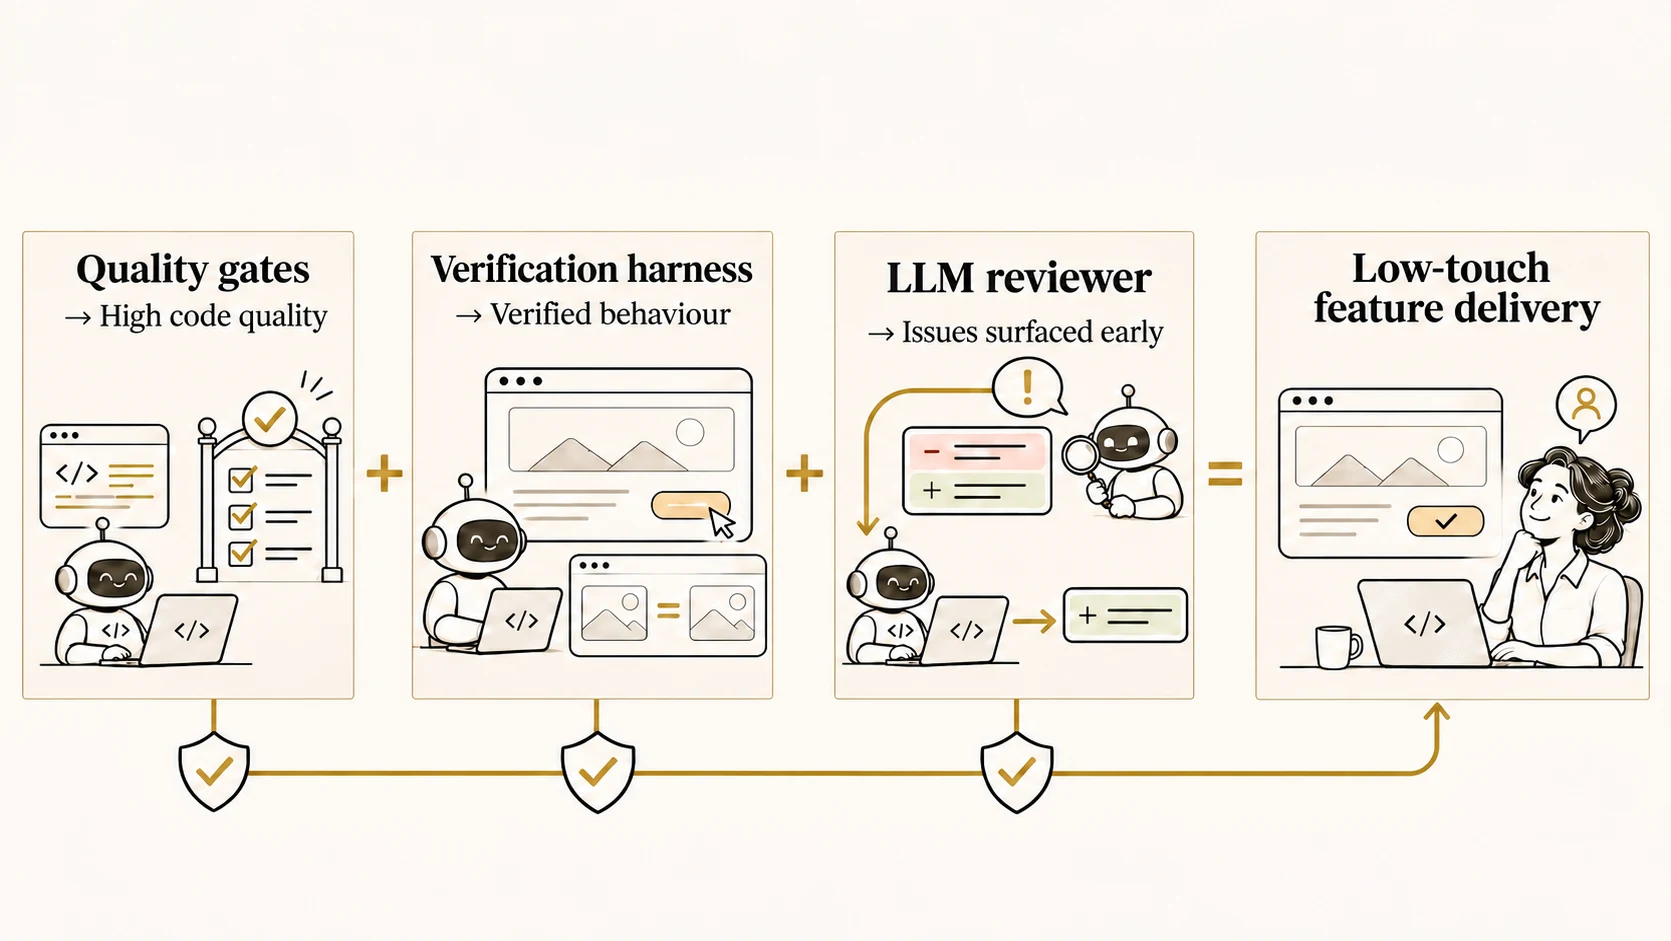 Quality gates
→ High code quality
</>
</>
</>
+
Verification harness
→ Verified behaviour
</>
=
+
LLM reviewer
→ Issues surfaced early
!
-
+
</>
</>
+
=
Low-touch
feature delivery
</>